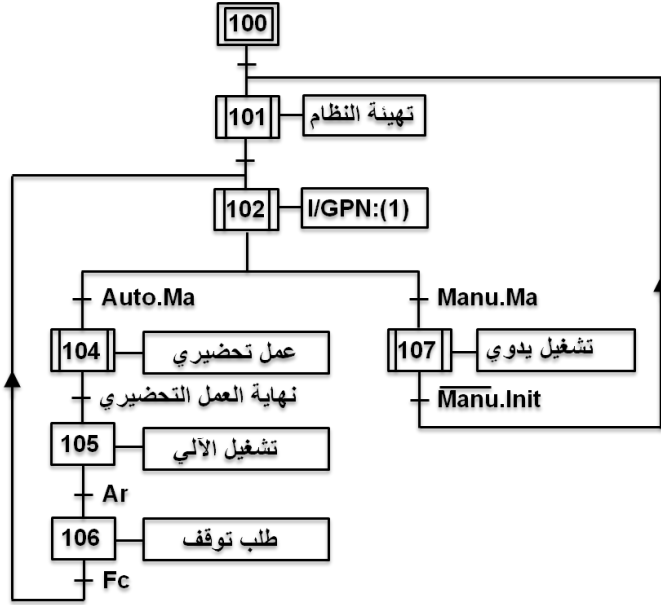 100
101
تهيئة النظام
102
I/GPN:(1)
Auto.Ma
Manu.Ma
104
عمل تحضيري
107
تشغيل يدوي
نهاية العمل التحضيري
M̅a̅n̅u̅.Init
105
تشغيل الآلي
Ar
106
طلب توقف
Fc